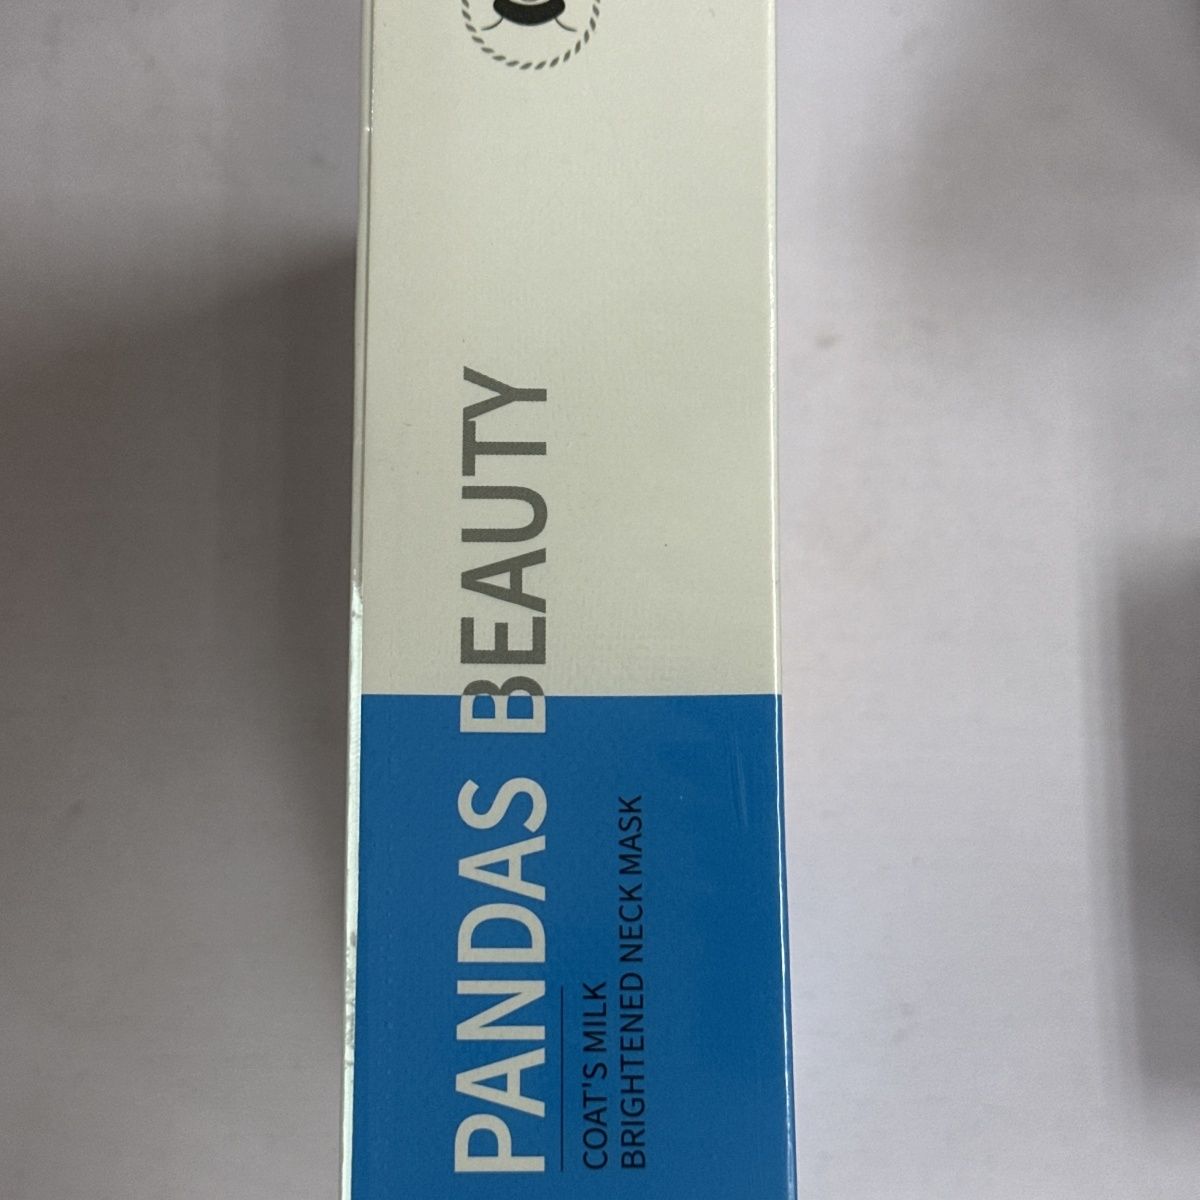 PANDAS BEAUTY
COAT'S MILK
BRIGHTENED NECK MASK